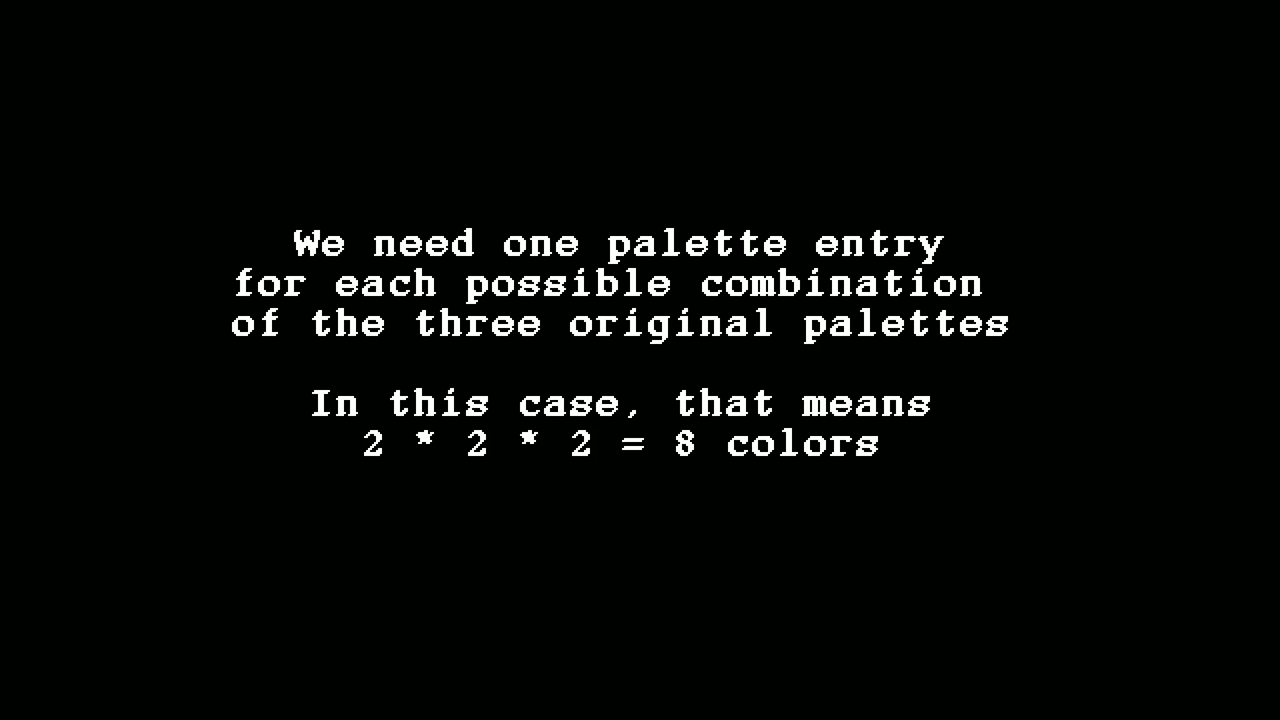 We need one palette entry
for each possible combination
of the three original palettes
In this case, that means
2 * 2 * 2 = 8 colors